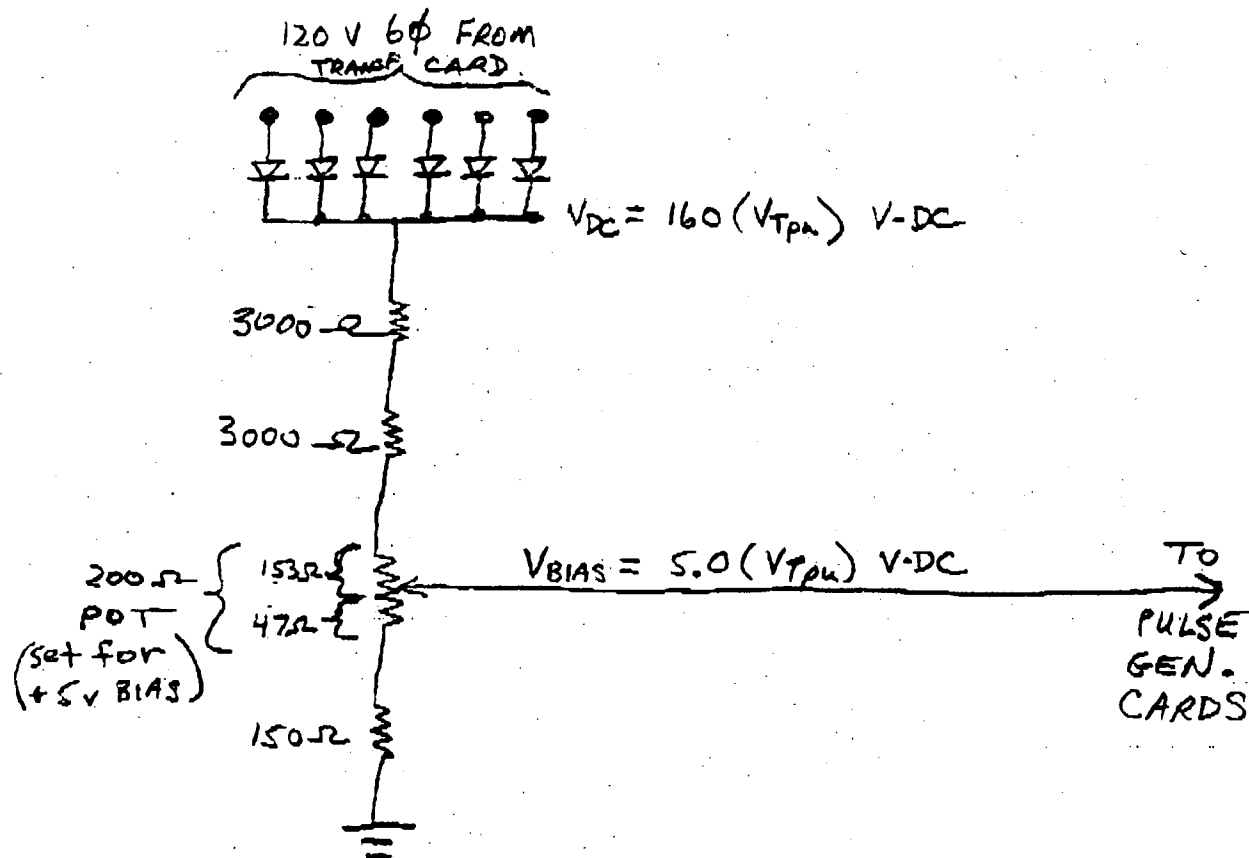 120 V 6ϕ FROM
TRANSF. CARD
V_DC = 160 (V_Tpu) V-DC
3000 Ω
3000 Ω
200 Ω
POT
(set for
+5v BIAS)
153Ω
47Ω
V_BIAS = 5.0 (V_Tpu) V-DC
TO
PULSE
GEN.
CARDS
150Ω